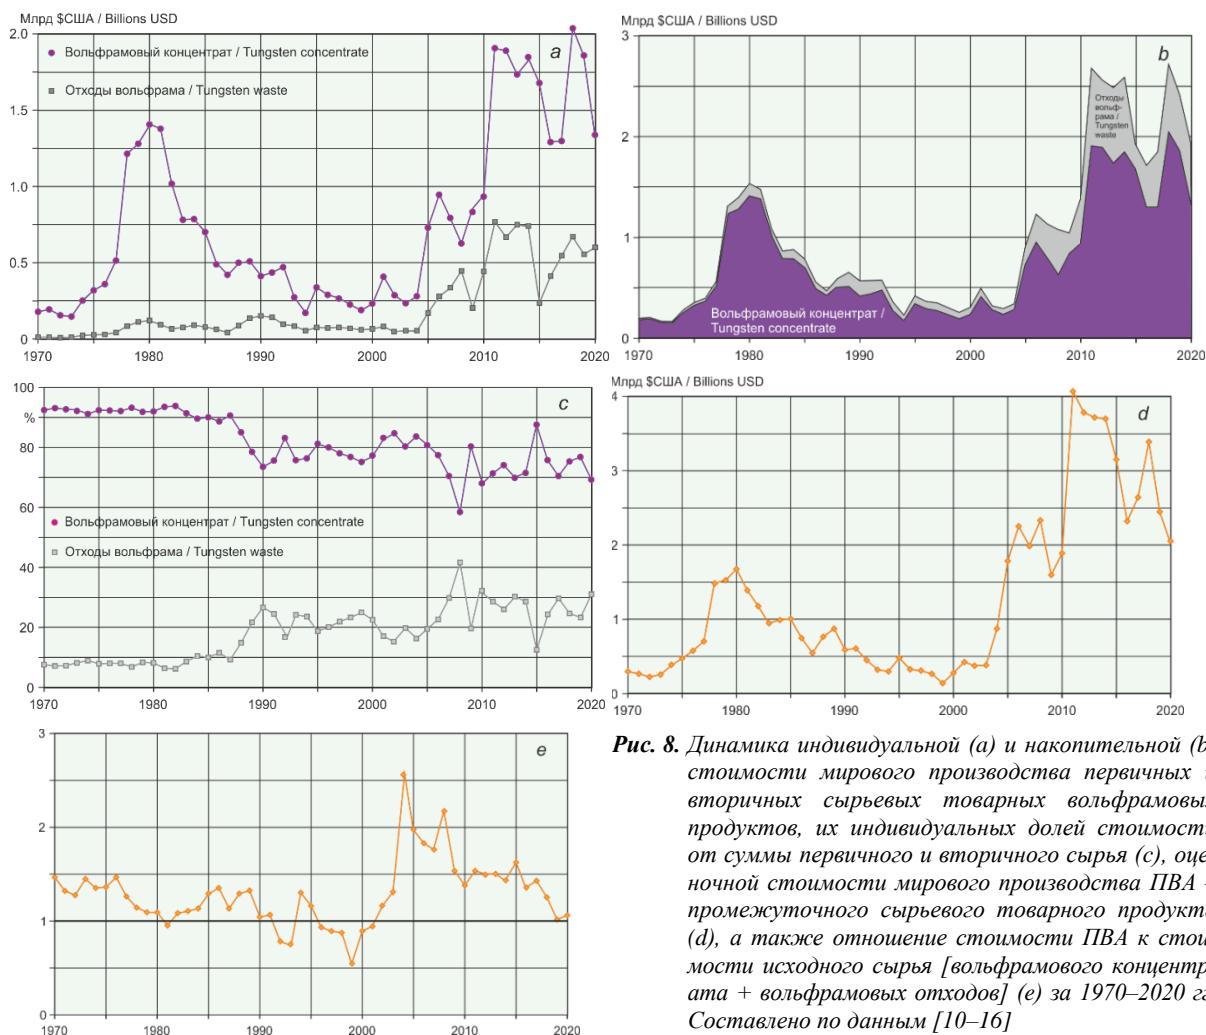 Млрд $США / Billions USD
2.0
1.5
1.0
0.5
0
1970
1980
1990
2000
2010
2020
Вольфрамовый концентрат / Tungsten concentrate
Отходы вольфрама / Tungsten waste
a
Млрд $США / Billions USD
3
2
1
0
1970
1980
1990
2000
2010
2020
b
Отходы
вольф-
рама /
Tungsten
waste
Вольфрамовый концентрат /
Tungsten concentrate
100
%
80
60
40
20
0
1970
1980
1990
2000
2010
2020
c
Вольфрамовый концентрат / Tungsten concentrate
Отходы вольфрама / Tungsten waste
Млрд $США / Billions USD
4
3
2
1
0
1970
1980
1990
2000
2010
2020
d
3
2
1
0
1970
1980
1990
2000
2010
2020
e
Рис. 8. Динамика индивидуальной (a) и накопительной (b
стоимости мирового производства первичных
вторичных сырьевых товарных вольфрамовы
продуктов, их индивидуальных долей стоимост
от суммы первичного и вторичного сырья (c), оце
ночной стоимости мирового производства ПВА
промежуточного сырьевого товарного продукт
(d), а также отношение стоимости ПВА к стои
мости исходного сырья [вольфрамового концентр
ата + вольфрамовых отходов] (e) за 1970–2020 г
Составлено по данным [10–16]